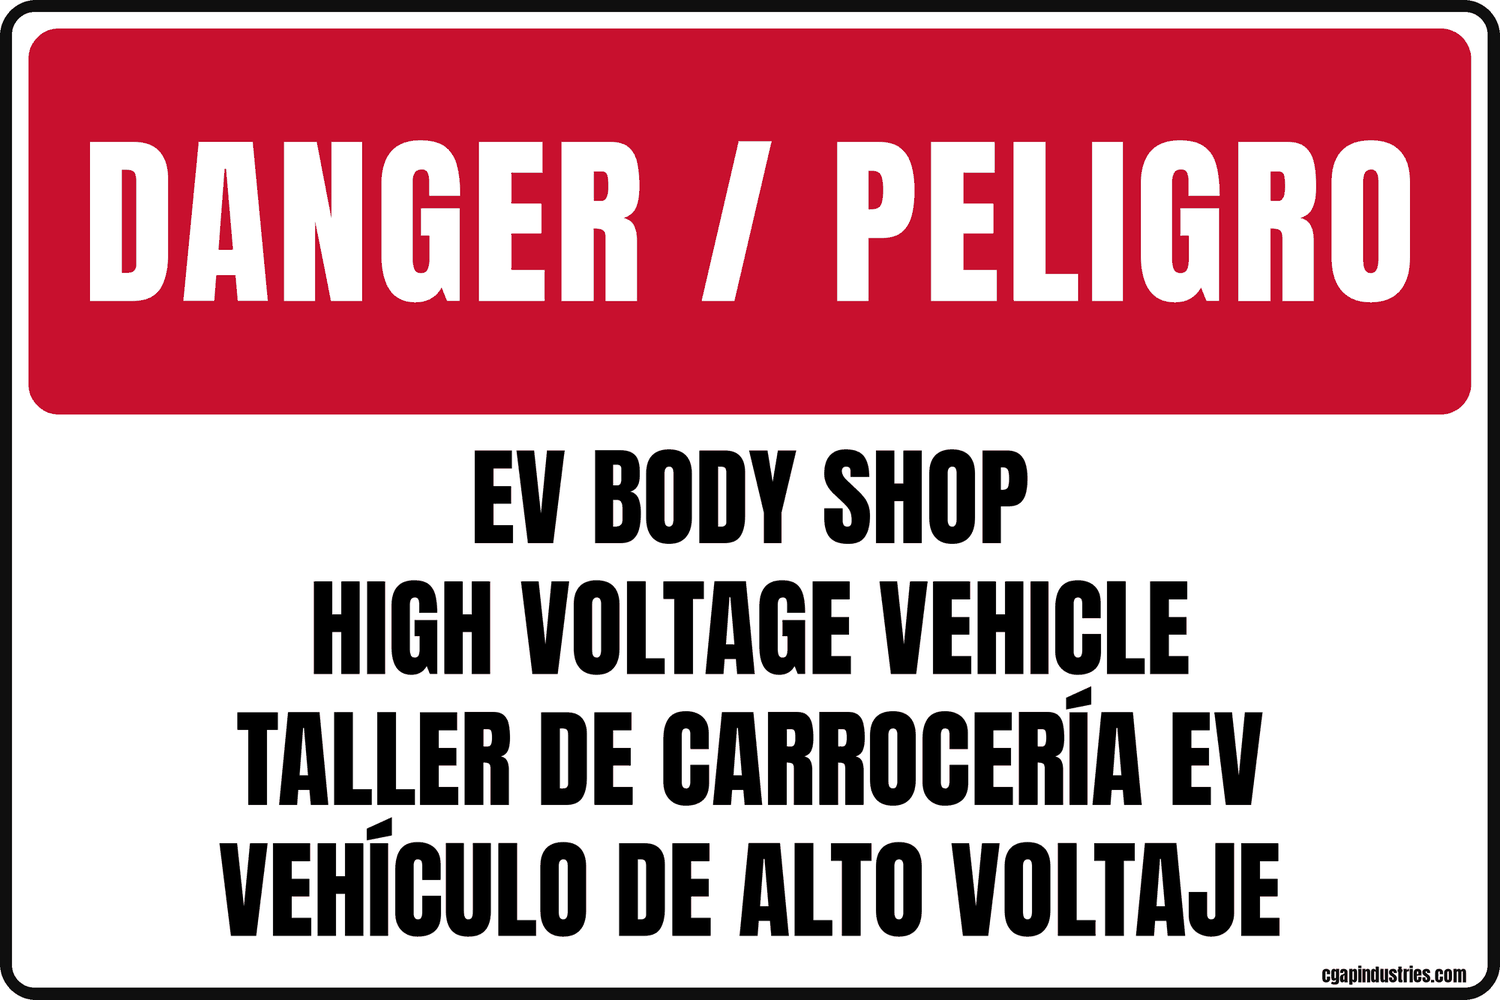 DANGER / PELIGRO
EV BODY SHOP
HIGH VOLTAGE VEHICLE
TALLER DE CARROCERÍA EV
VEHÍCULO DE ALTO VOLTAJE
cgapindustries.com